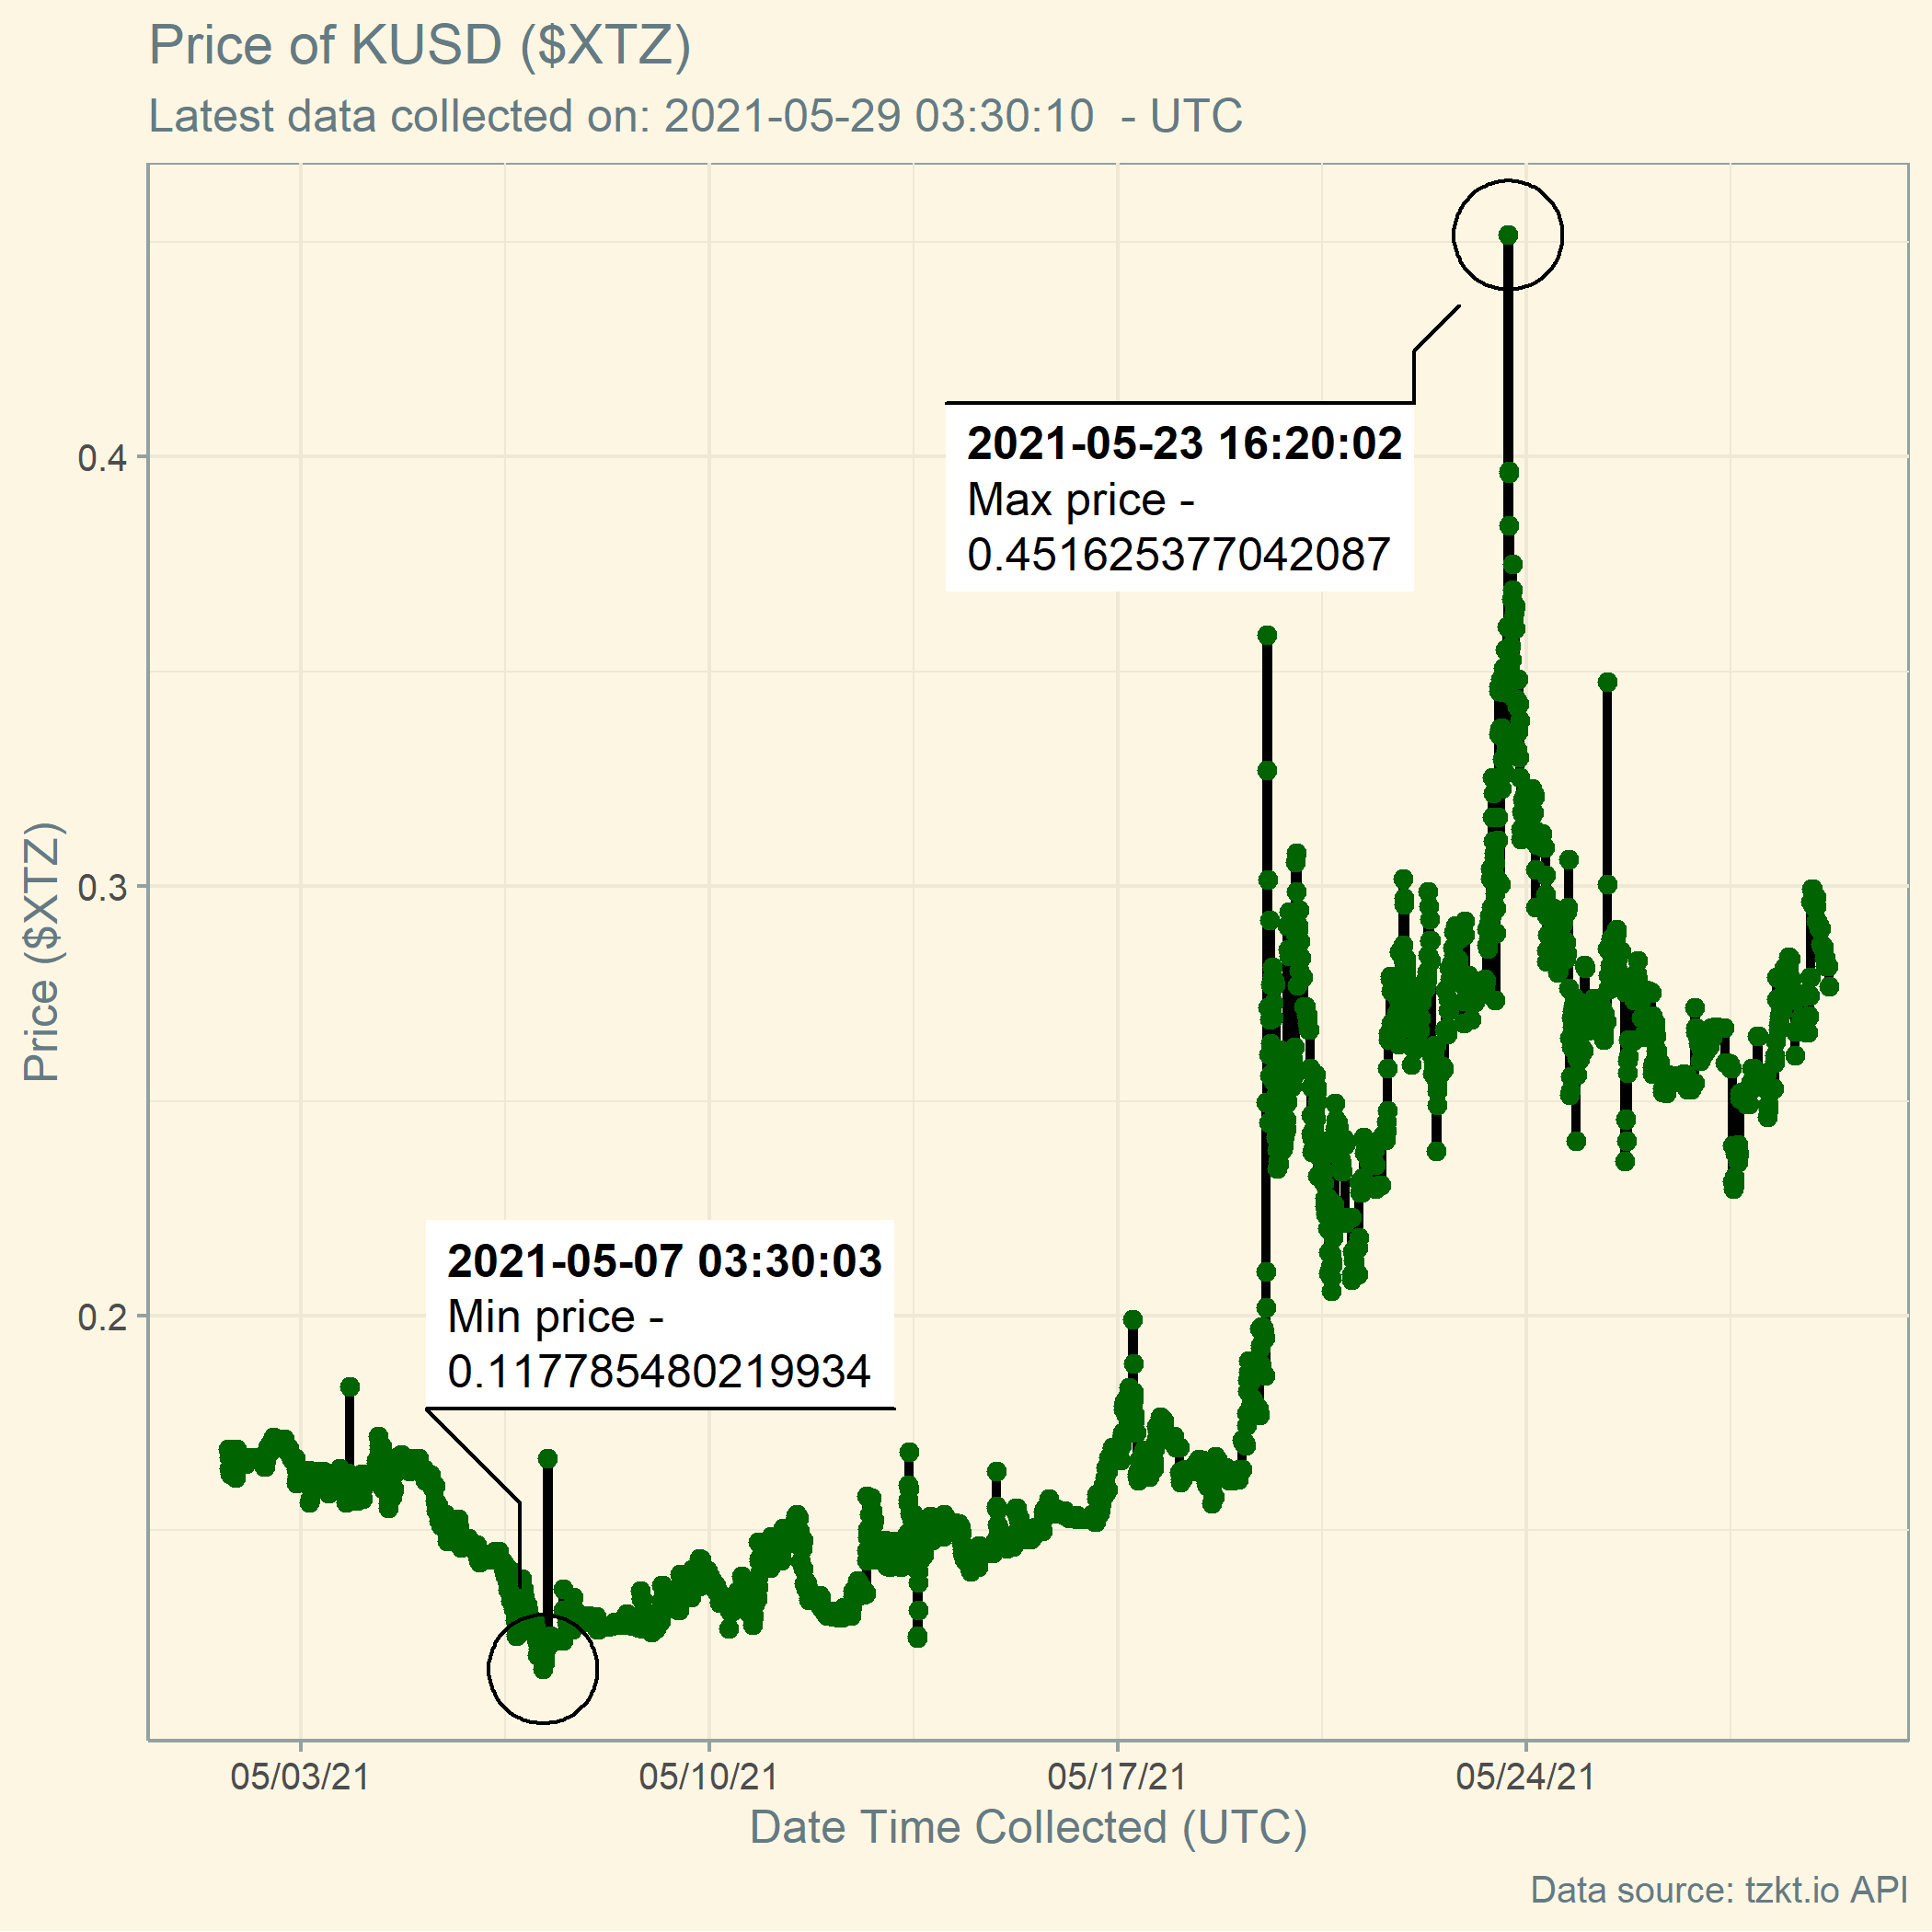 Price of KUSD ($XTZ)
Latest data collected on: 2021-05-29 03:30:10  - UTC
2021-05-23 16:20:02
Max price -
0.451625377042087
2021-05-07 03:30:03
Min price -
0.117785480219934
Price ($XTZ)
0.4
0.3
0.2
05/03/21
05/10/21
05/17/21
05/24/21
Date Time Collected (UTC)
Data source: tzkt.io API